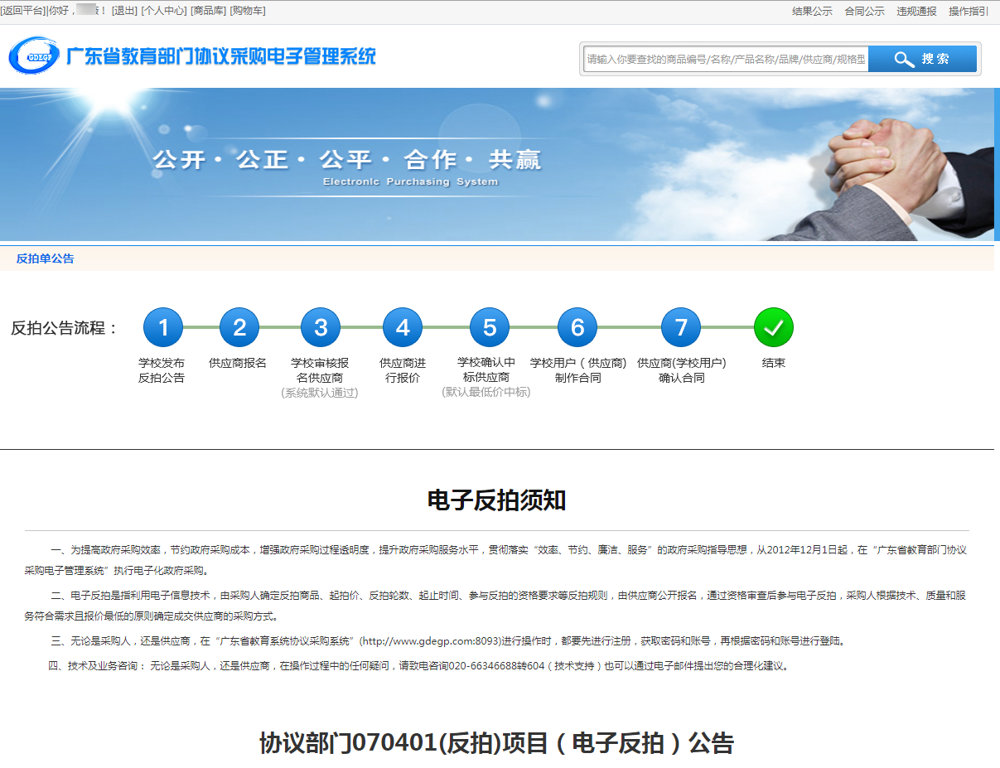 [返回平台]|你好， ！ [退出] [个人中心] [商品库] [购物车]
结果公示 合同公示 违规通报 操作指引
GDEGP 广东省教育部门协议采购电子管理系统
请输入你要查找的商品编号/名称/产品名称/品牌/供应商/规格型
搜索
公开·公正·公平·合作·共赢
Electronic Purchasing System
反拍单公告
反拍公告流程：
1 2 3 4 5 6 7
学校发布
反拍公告
供应商报名
学校审核报
名供应商
(系统默认通过)
供应商进
行报价
学校确认中
标供应商
(默认最低价中标)
学校用户（供应商)
制作合同
供应商(学校用户)
确认合同
结束
电子反拍须知
一、为提高政府采购效率，节约政府采购成本，增强政府采购过程透明度，提升政府采购服务水平，贯彻落实“效率、节约、廉洁、服务”的政府采购指导思想，从2012年12月1日起，在“广东省教育部门协议
采购电子管理系统”执行电子化政府采购。
二、电子反拍是指利用电子信息技术，由采购人确定反拍商品、起拍价、反拍轮数、起止时间、参与反拍的资格要求等反拍规则，由供应商公开报名，通过资格审查后参与电子反拍，采购人根据技术、质量和服
务符合需求且报价最低的原则确定成交供应商的采购方式。
三、无论是采购人，还是供应商，在“广东省教育系统协议采购系统”(http://www.gdegp.com:8093)进行操作时，都要先进行注册，获取密码和账号，再根据密码和账号进行登陆。
四、技术及业务咨询： 无论是采购人，还是供应商，在操作过程中的任何疑问，请致电咨询020-66346688转604（技术支持）也可以通过电子邮件提出您的合理化建议。
协议部门070401(反拍)项目（电子反拍）公告